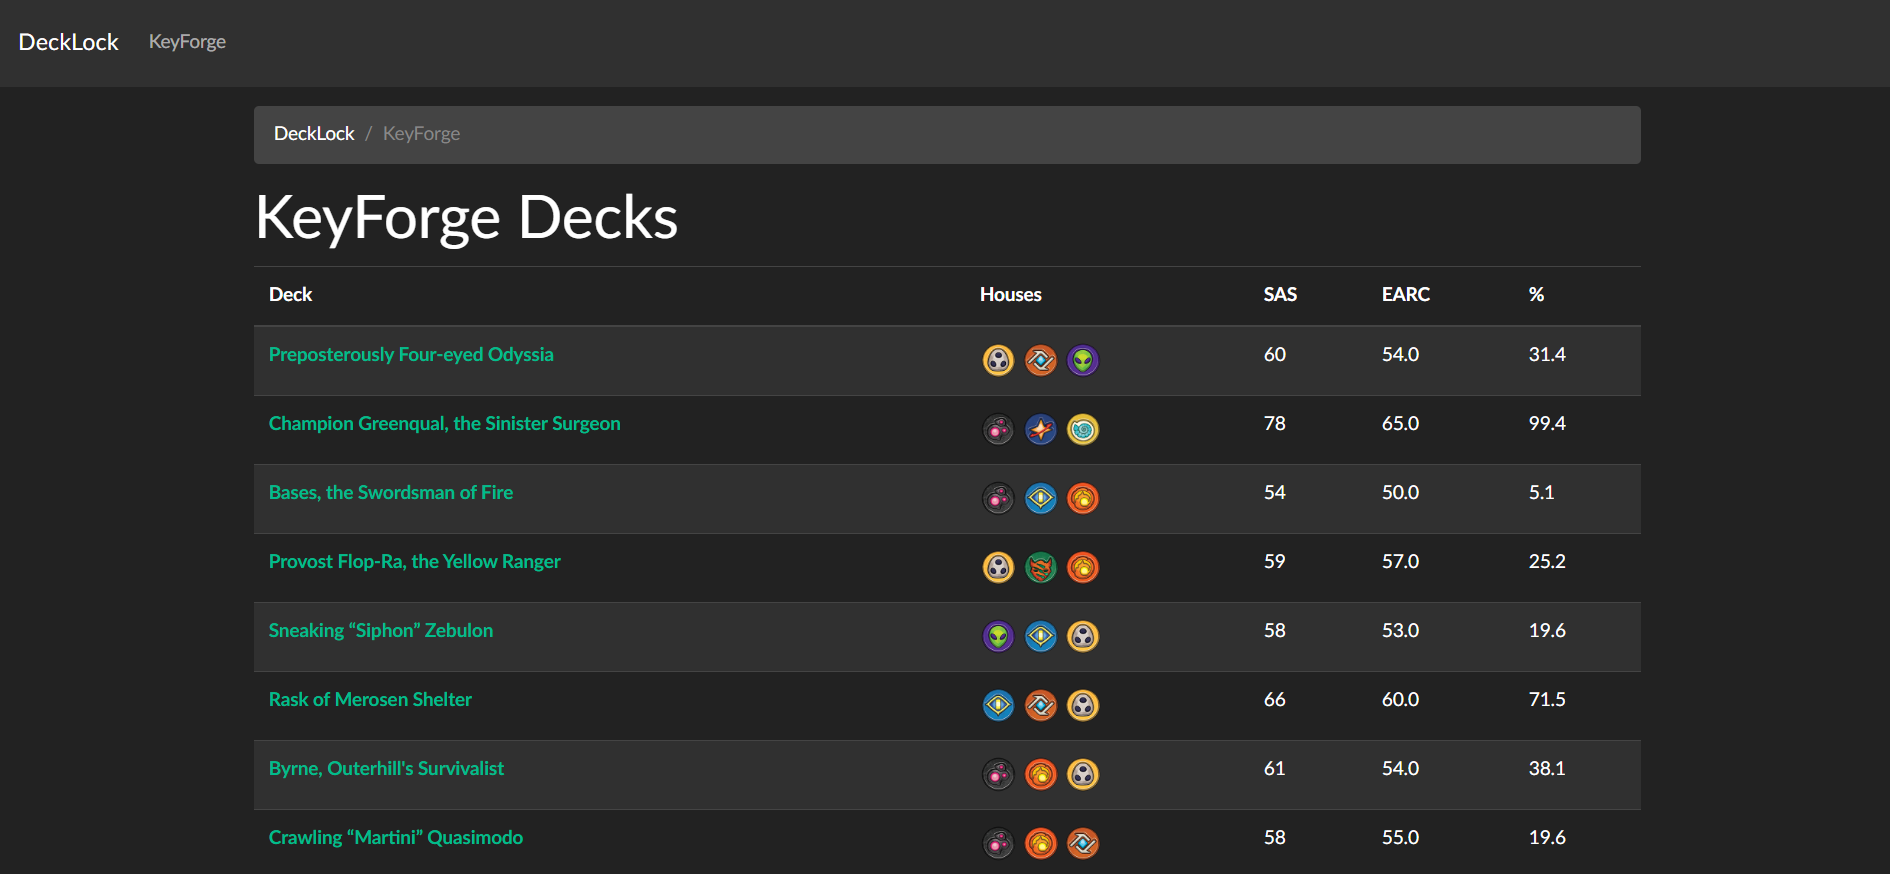 DeckLock KeyForge
DeckLock / KeyForge
KeyForge Decks
Deck Houses SAS EARC %
Preposterously Four-eyed Odyssia 60 54.0 31.4
Champion Greenqual, the Sinister Surgeon 78 65.0 99.4
Bases, the Swordsman of Fire 54 50.0 5.1
Provost Flop-Ra, the Yellow Ranger 59 57.0 25.2
Sneaking “Siphon” Zebulon 58 53.0 19.6
Rask of Merosen Shelter 66 60.0 71.5
Byrne, Outerhill's Survivalist 61 54.0 38.1
Crawling “Martini” Quasimodo 58 55.0 19.6